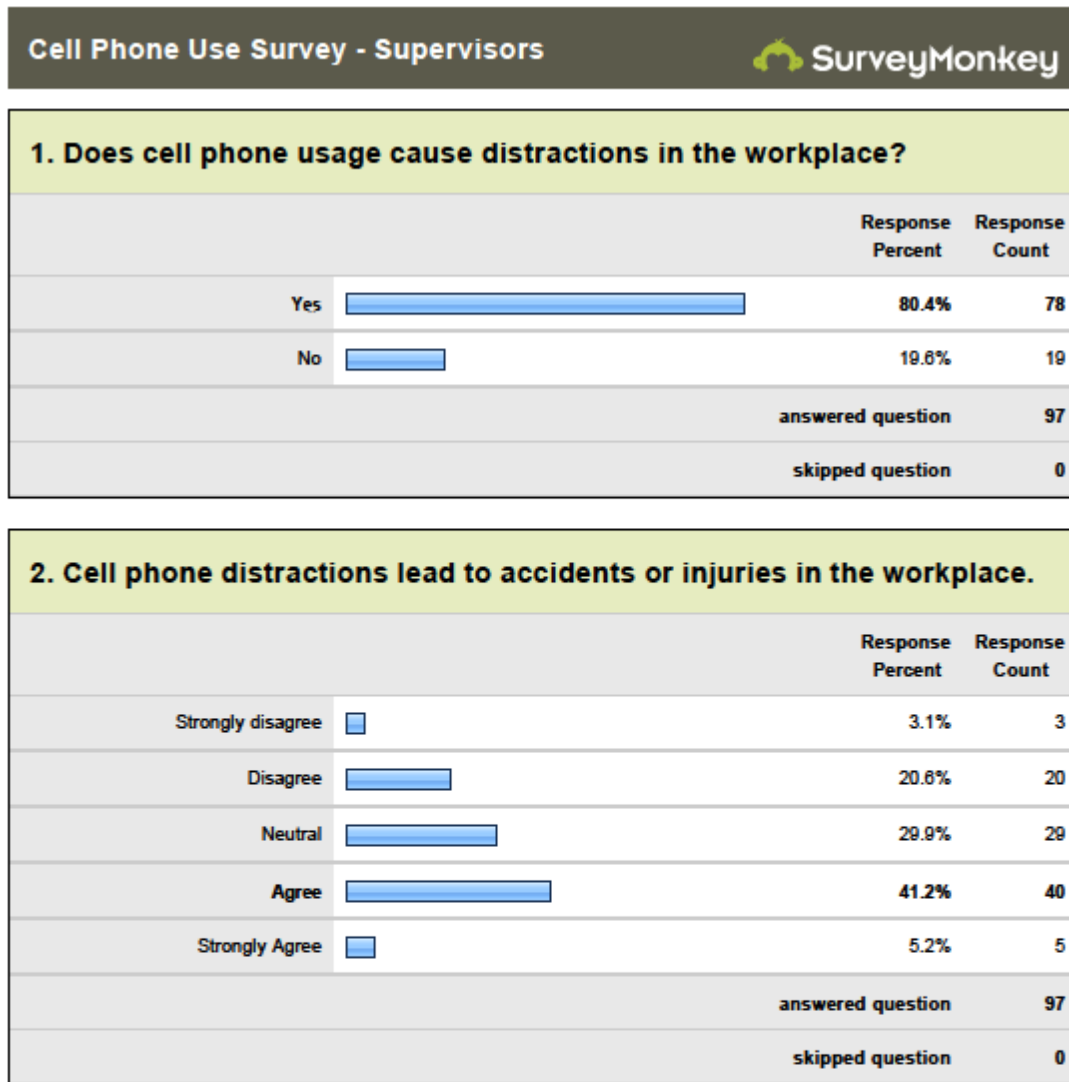 Cell Phone Use Survey - Supervisors
SurveyMonkey
1. Does cell phone usage cause distractions in the workplace?
Response Percent Response Count
Yes 80.4% 78
No 19.6% 19
answered question 97
skipped question 0
2. Cell phone distractions lead to accidents or injuries in the workplace.
Response Percent Response Count
Strongly disagree 3.1% 3
Disagree 20.6% 20
Neutral 29.9% 29
Agree 41.2% 40
Strongly Agree 5.2% 5
answered question 97
skipped question 0